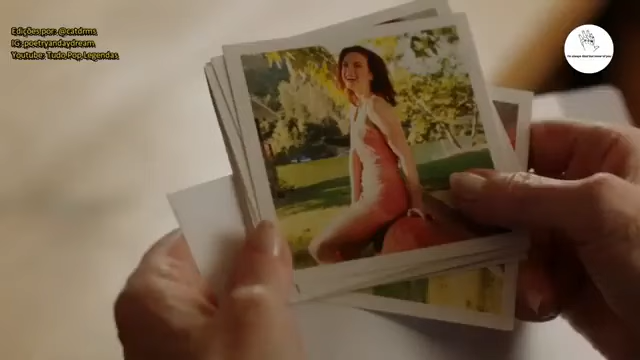 Edições por: @catdrms
IG: poetryandaydream
Youtube: Tudo Pop Legendas